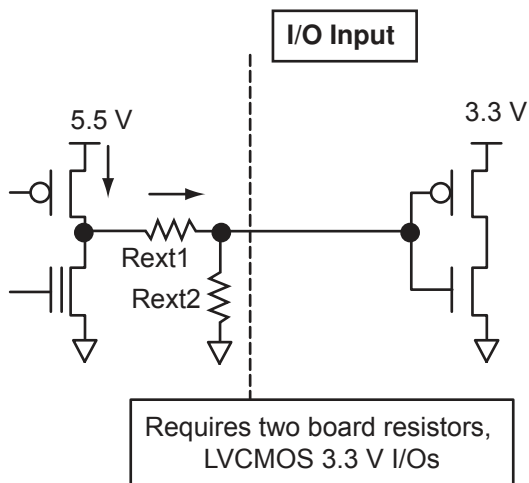 I/O Input
5.5 V
3.3 V
Rext1
Rext2
Requires two board resistors,
LVCMOS 3.3 V I/Os